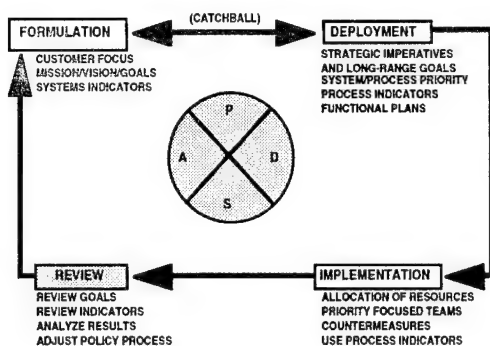 (CATCHBALL)
FORMULATION
CUSTOMER FOCUS
MISSION/VISION/GOALS
SYSTEMS INDICATORS
DEPLOYMENT
STRATEGIC IMPERATIVES
AND LONG-RANGE GOALS
SYSTEM/PROCESS PRIORITY
PROCESS INDICATORS
FUNCTIONAL PLANS
P
A
D
S
REVIEW
REVIEW GOALS
REVIEW INDICATORS
ANALYZE RESULTS
ADJUST POLICY PROCESS
IMPLEMENTATION
ALLOCATION OF RESOURCES
PRIORITY FOCUSED TEAMS
COUNTERMEASURES
USE PROCESS INDICATORS